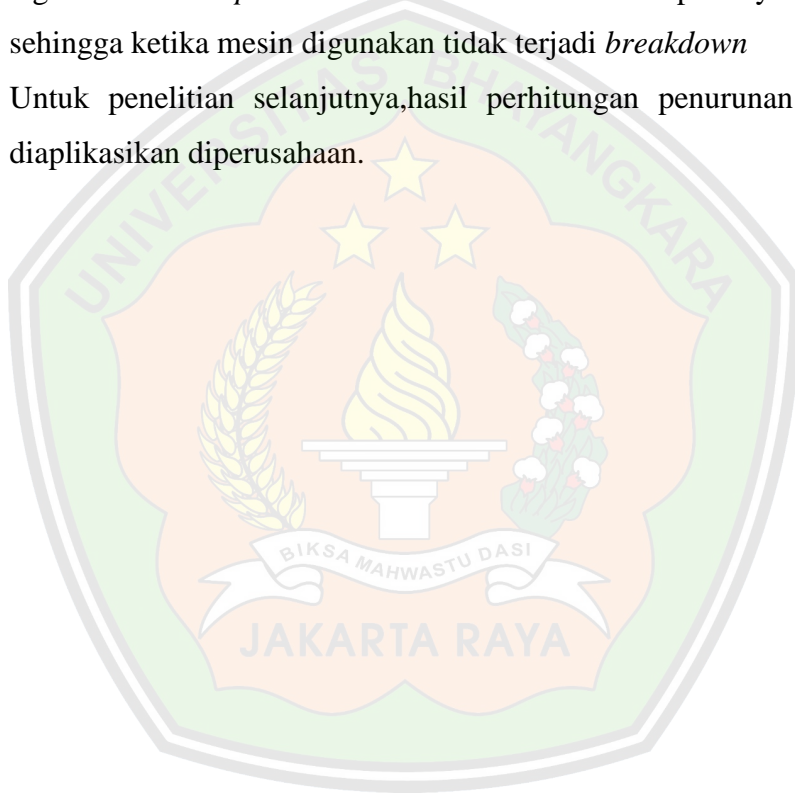 sehingga ketika mesin digunakan tidak terjadi breakdown
Untuk penelitian selanjutnya,hasil perhitungan penurunan
diaplikasikan diperusahaan.
UNIVERSITAS BHAYANGKARA
BIKSA MAHWASTU DASI
JAKARTA RAYA